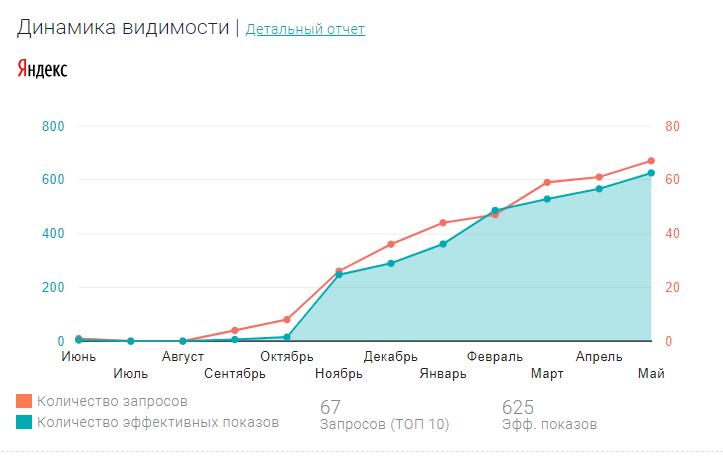 Динамика видимости | Детальный отчет
Яндекс
800 80
600 60
400 40
200 20
0 0
Июнь Август Октябрь Декабрь Февраль Апрель
Июль Сентябрь Ноябрь Январь Март Май
Количество запросов
Количество эффективных показов
67
Запросов (ТОП 10)
625
Эфф. показов